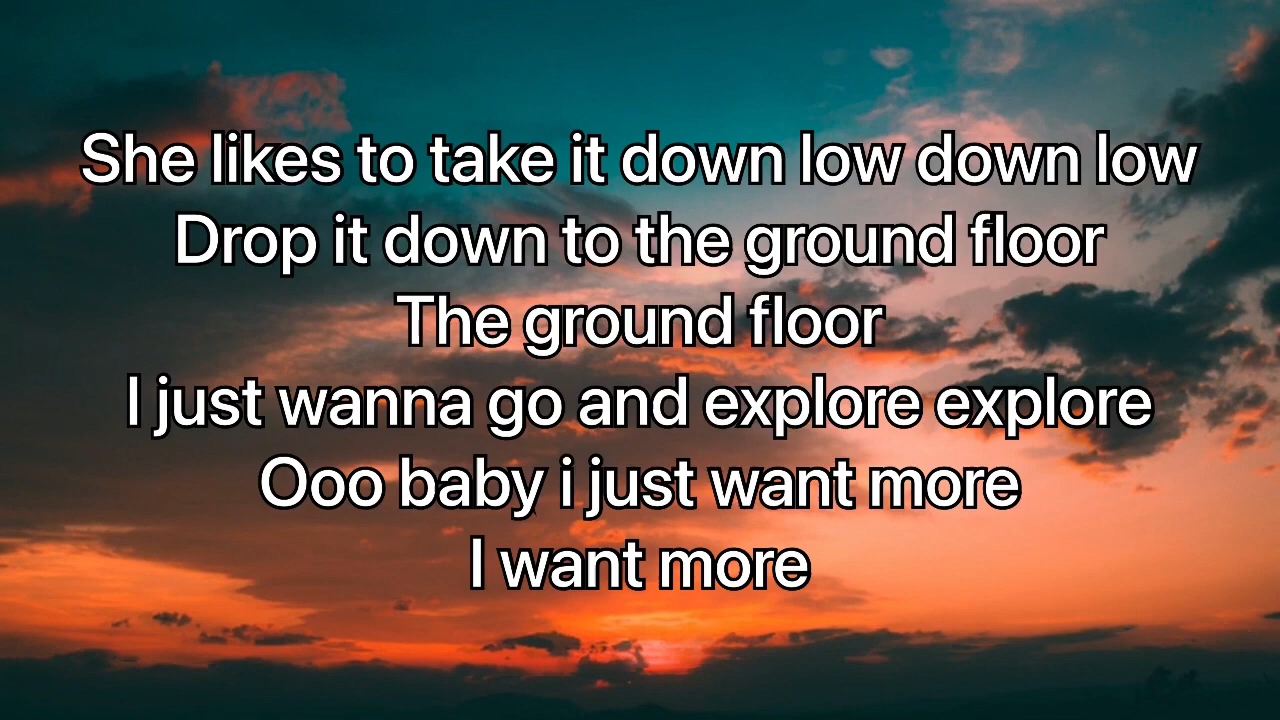 She likes to take it down low down low
Drop it down to the ground floor
The ground floor
I just wanna go and explore explore
Ooo baby i just want more
I want more